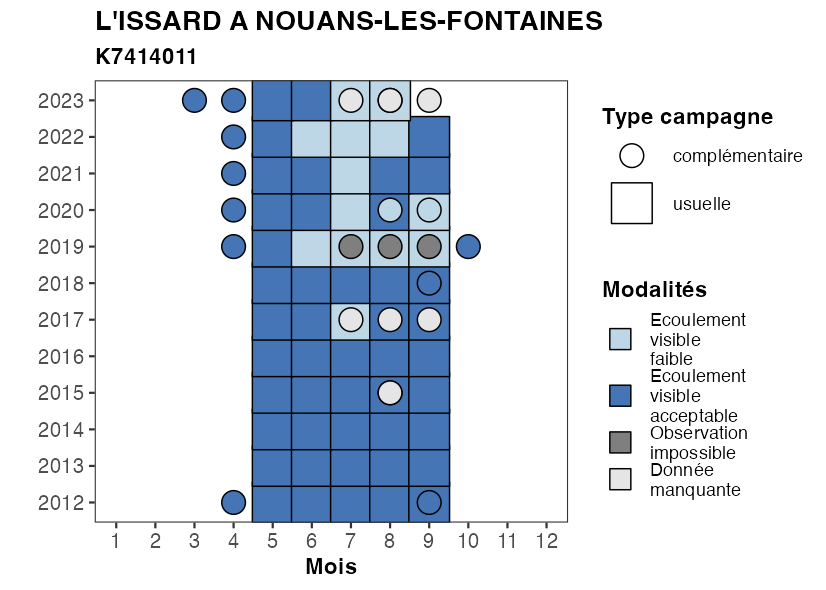 L'ISSARD A NOUANS-LES-FONTAINES
K7414011
2023
2022
2021
2020
2019
2018
2017
2016
2015
2014
2013
2012
1 2 3 4 5 6 7 8 9 10 11 12
Mois
Type campagne
complémentaire
usuelle
Modalités
Ecoulement
visible
faible
Ecoulement
visible
acceptable
Observation
impossible
Donnée
manquante